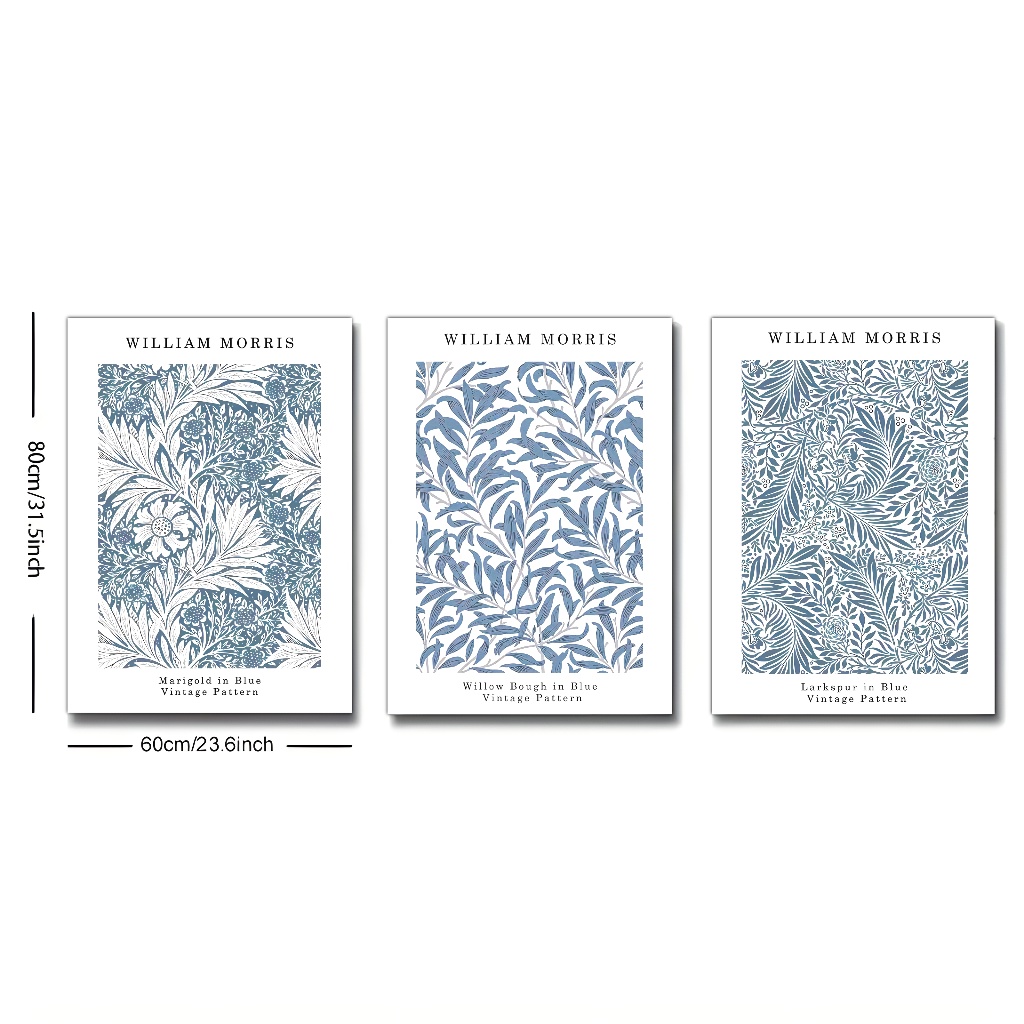 WILLIAM MORRIS
Marigold in Blue
Vintage Pattern
WILLIAM MORRIS
Willow Bough in Blue
Vintage Pattern
WILLIAM MORRIS
Larkspur in Blue
Vintage Pattern
80cm/31.5inch
60cm/23.6inch